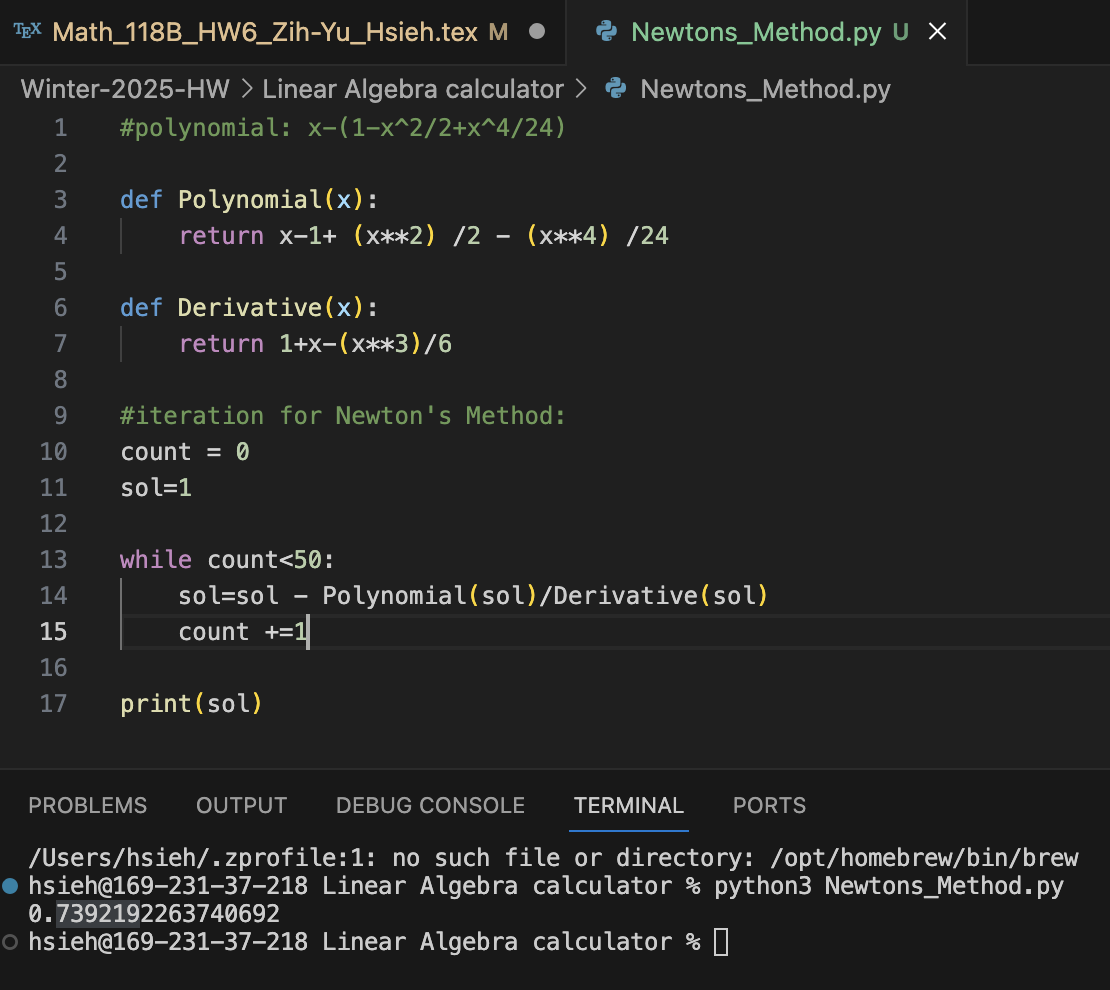 TEX Math_118B_HW6_Zih-Yu_Hsieh.tex M Newtons_Method.py U
Winter-2025-HW > Linear Algebra calculator > Newtons_Method.py
1 #polynomial: x-(1-x^2/2+x^4/24)
2
3 def Polynomial(x):
4     return x-1+ (x**2) /2 - (x**4) /24
5
6 def Derivative(x):
7     return 1+x-(x**3)/6
8
9 #iteration for Newton's Method:
10 count = 0
11 sol=1
12
13 while count<50:
14     sol=sol - Polynomial(sol)/Derivative(sol)
15     count +=1
16
17 print(sol)
PROBLEMS OUTPUT DEBUG CONSOLE TERMINAL PORTS
/Users/hsieh/.zprofile:1: no such file or directory: /opt/homebrew/bin/brew
hsieh@169-231-37-218 Linear Algebra calculator % python3 Newtons_Method.py
0.7392192263740692
hsieh@169-231-37-218 Linear Algebra calculator %